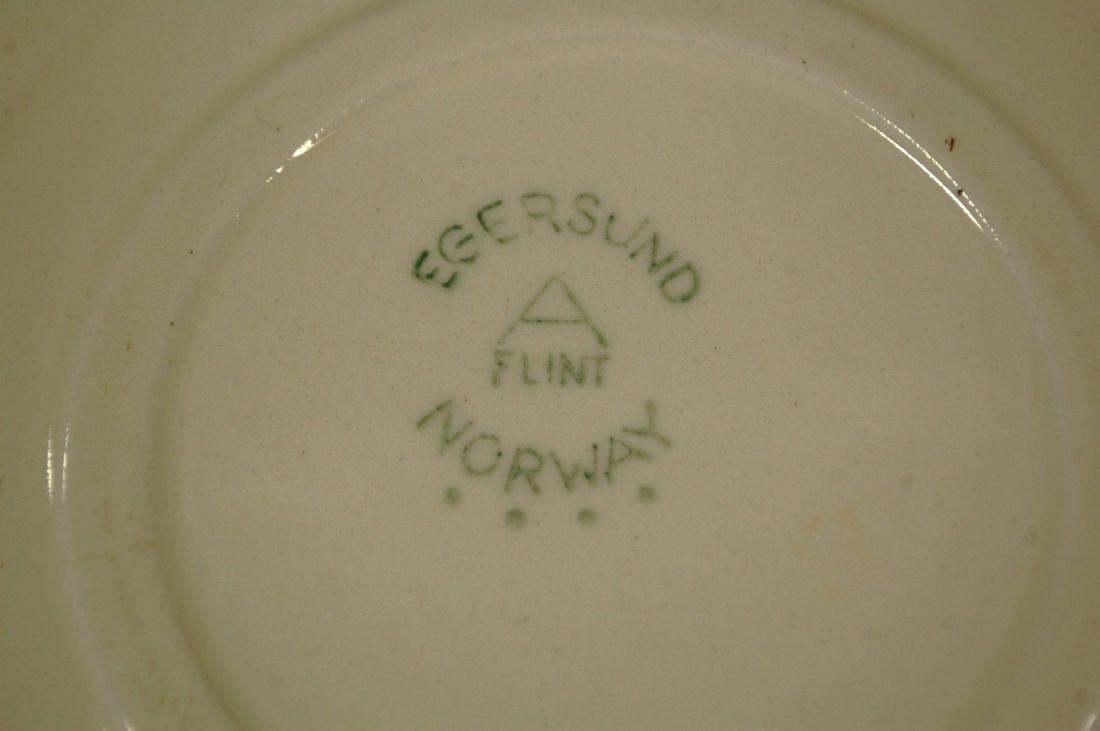 EGERSUND
A
FLINT
NORWAY